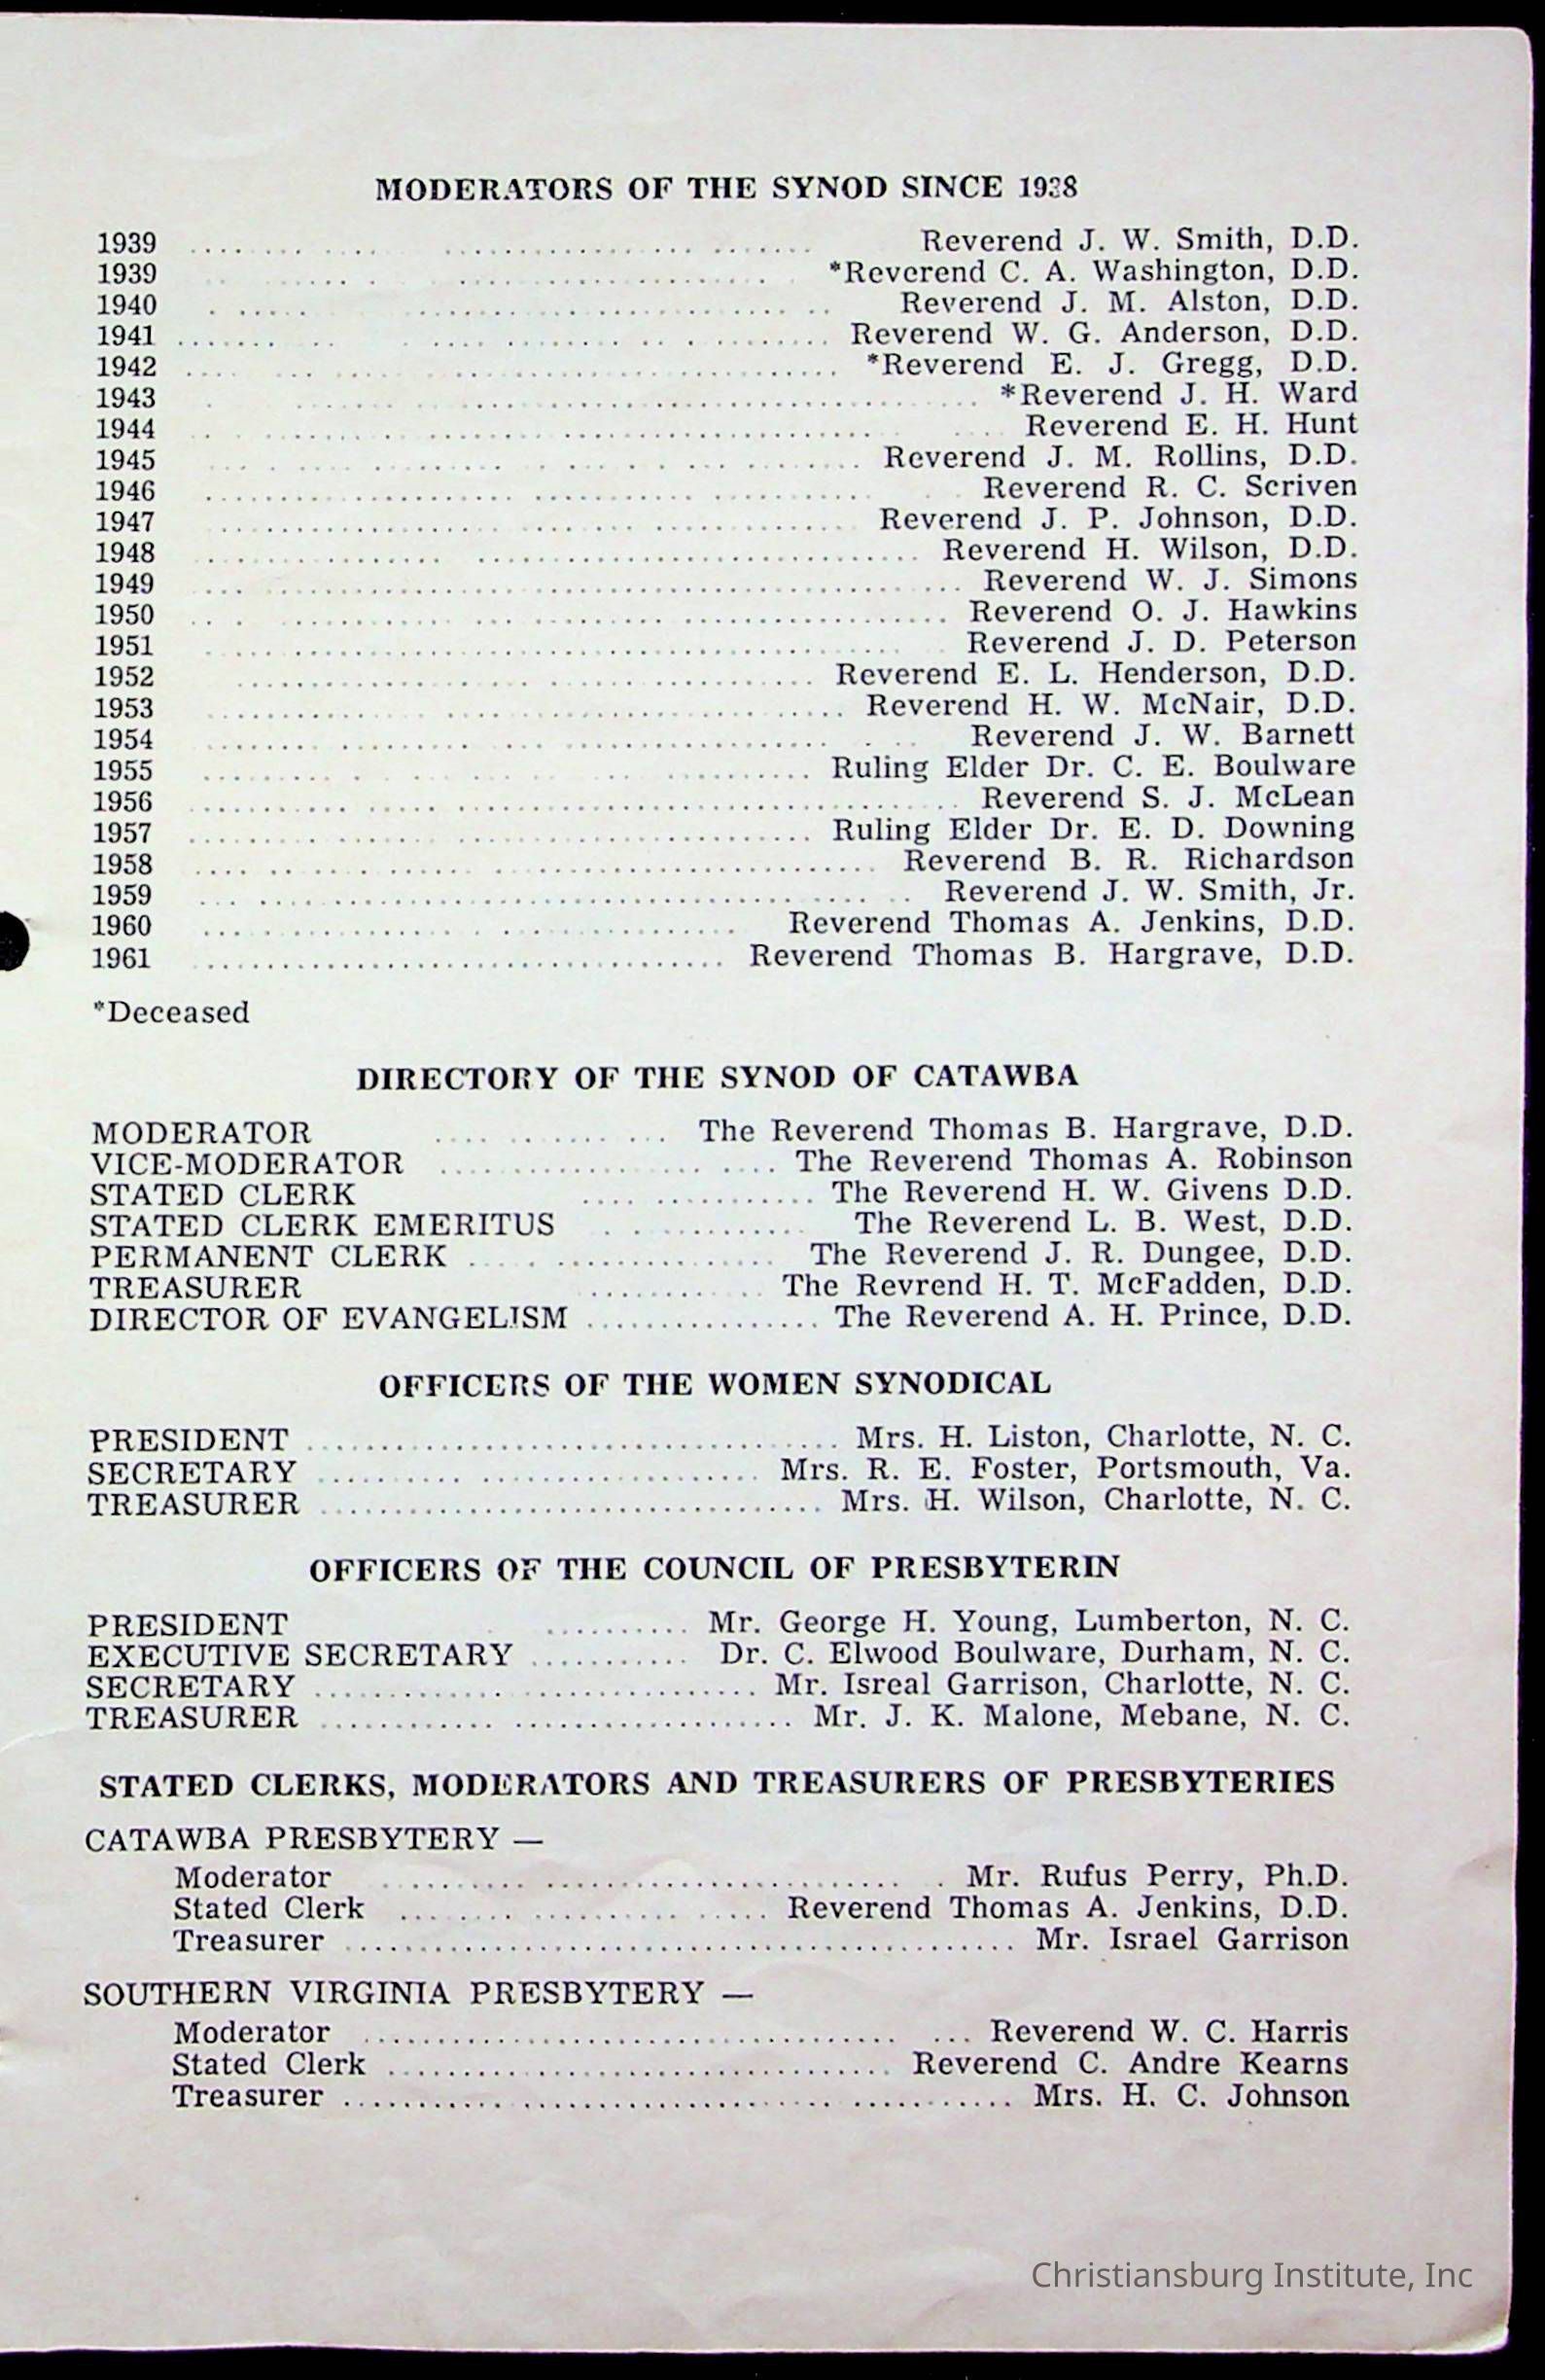 MODERATORS OF THE SYNOD SINCE 1938
1939 Reverend J. W. Smith, D.D.
1939 *Reverend C. A. Washington, D.D.
1940 Reverend J. M. Alston, D.D.
1941 Reverend W. G. Anderson, D.D.
1942 *Reverend E. J. Gregg, D.D.
1943 *Reverend J. H. Ward
1944 Reverend E. H. Hunt
1945 Reverend J. M. Rollins, D.D.
1946 Reverend R. C. Scriven
1947 Reverend J. P. Johnson, D.D.
1948 Reverend H. Wilson, D.D.
1949 Reverend W. J. Simons
1950 Reverend O. J. Hawkins
1951 Reverend J. D. Peterson
1952 Reverend E. L. Henderson, D.D.
1953 Reverend H. W. McNair, D.D.
1954 Reverend J. W. Barnett
1955 Ruling Elder Dr. C. E. Boulware
1956 Reverend S. J. McLean
1957 Ruling Elder Dr. E. D. Downing
1958 Reverend B. R. Richardson
1959 Reverend J. W. Smith, Jr.
1960 Reverend Thomas A. Jenkins, D.D.
1961 Reverend Thomas B. Hargrave, D.D.
*Deceased
DIRECTORY OF THE SYNOD OF CATAWBA
MODERATOR The Reverend Thomas B. Hargrave, D.D.
VICE-MODERATOR The Reverend Thomas A. Robinson
STATED CLERK The Reverend H. W. Givens D.D.
STATED CLERK EMERITUS The Reverend L. B. West, D.D.
PERMANENT CLERK The Reverend J. R. Dungee, D.D.
TREASURER The Revrend H. T. McFadden, D.D.
DIRECTOR OF EVANGELISM The Reverend A. H. Prince, D.D.
OFFICERS OF THE WOMEN SYNODICAL
PRESIDENT Mrs. H. Liston, Charlotte, N. C.
SECRETARY Mrs. R. E. Foster, Portsmouth, Va.
TREASURER Mrs. H. Wilson, Charlotte, N. C.
OFFICERS OF THE COUNCIL OF PRESBYTERIN
PRESIDENT Mr. George H. Young, Lumberton, N. C.
EXECUTIVE SECRETARY Dr. C. Elwood Boulware, Durham, N. C.
SECRETARY Mr. Isreal Garrison, Charlotte, N. C.
TREASURER Mr. J. K. Malone, Mebane, N. C.
STATED CLERKS, MODERATORS AND TREASURERS OF PRESBYTERIES
CATAWBA PRESBYTERY —
Moderator Mr. Rufus Perry, Ph.D.
Stated Clerk Reverend Thomas A. Jenkins, D.D.
Treasurer Mr. Israel Garrison
SOUTHERN VIRGINIA PRESBYTERY —
Moderator Reverend W. C. Harris
Stated Clerk Reverend C. Andre Kearns
Treasurer Mrs. H. C. Johnson
Christiansburg Institute, Inc